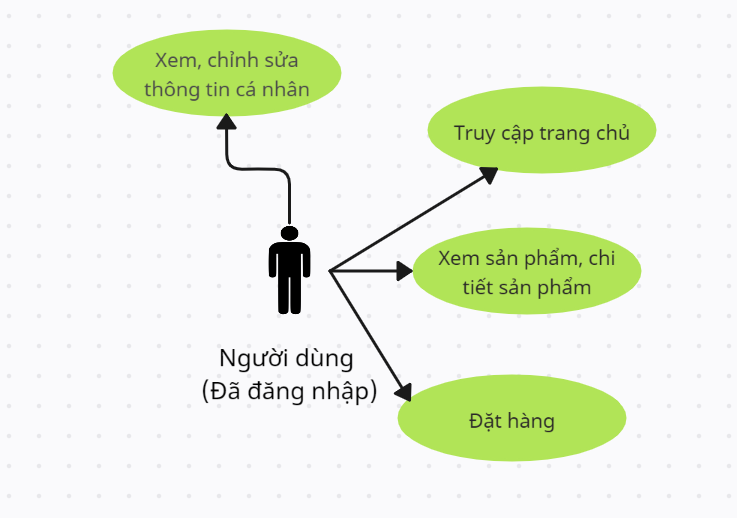 Xem, chỉnh sửa
thông tin cá nhân
Truy cập trang chủ
Xem sản phẩm, chi
tiết sản phẩm
Người dùng
(Đã đăng nhập)
Đặt hàng